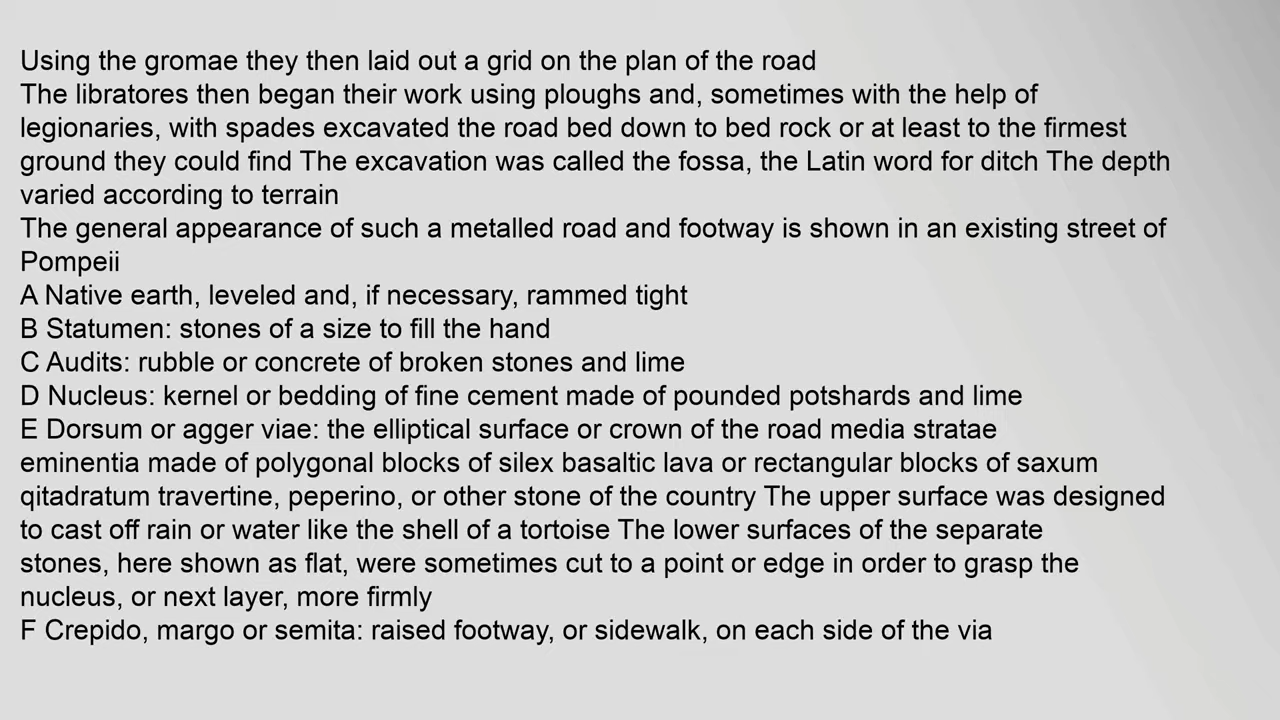 Using the gromae they then laid out a grid on the plan of the road
The libratores then began their work using ploughs and, sometimes with the help of
legionaries, with spades excavated the road bed down to bed rock or at least to the firmest
ground they could find The excavation was called the fossa, the Latin word for ditch The depth
varied according to terrain
The general appearance of such a metalled road and footway is shown in an existing street of
Pompeii
A Native earth, leveled and, if necessary, rammed tight
B Statumen: stones of a size to fill the hand
C Audits: rubble or concrete of broken stones and lime
D Nucleus: kernel or bedding of fine cement made of pounded potshards and lime
E Dorsum or agger viae: the elliptical surface or crown of the road media stratae
eminentia made of polygonal blocks of silex basaltic lava or rectangular blocks of saxum
qitadratum travertine, peperino, or other stone of the country The upper surface was designed
to cast off rain or water like the shell of a tortoise The lower surfaces of the separate
stones, here shown as flat, were sometimes cut to a point or edge in order to grasp the
nucleus, or next layer, more firmly
F Crepido, margo or semita: raised footway, or sidewalk, on each side of the via